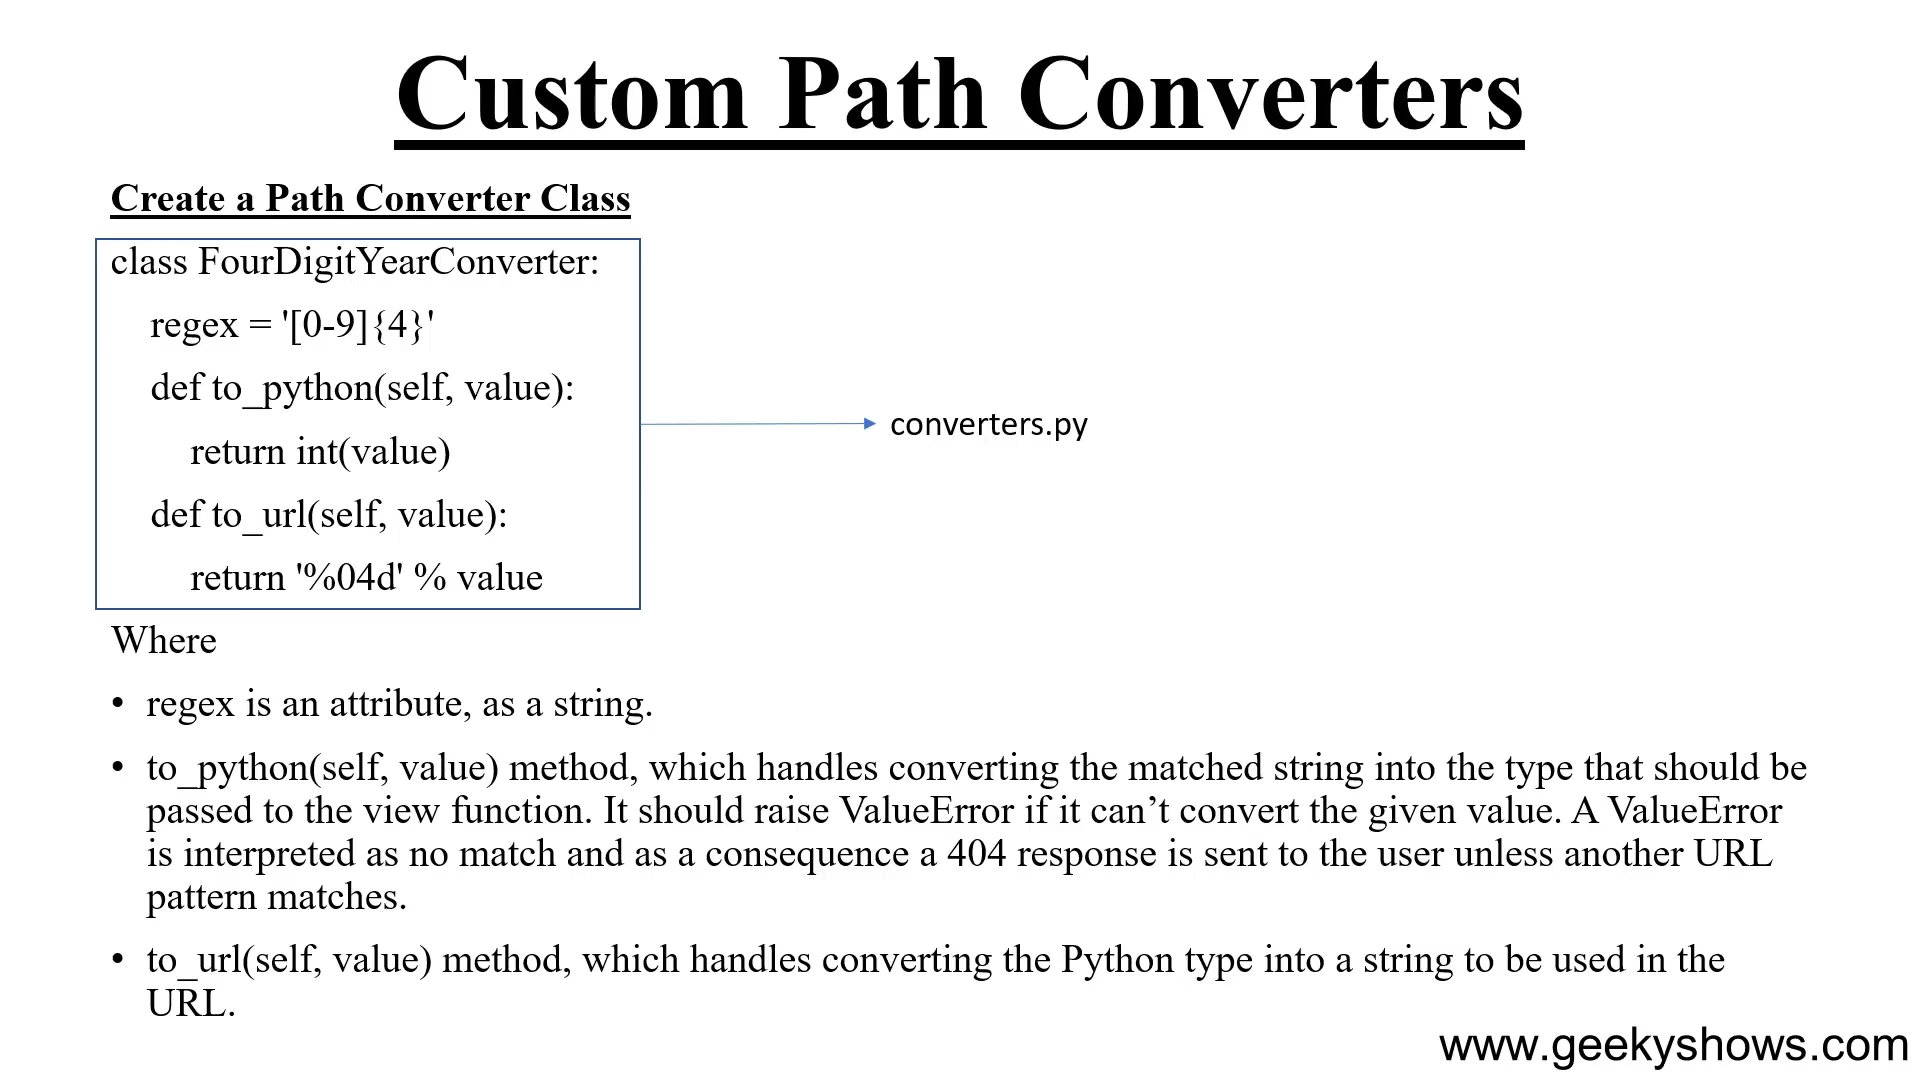 Custom Path Converters
Create a Path Converter Class
class FourDigitYearConverter:
regex = '[0-9]{4}'
def to_python(self, value):
return int(value)
def to_url(self, value):
return '%04d' % value
converters.py
Where
• regex is an attribute, as a string.
• to_python(self, value) method, which handles converting the matched string into the type that should be
passed to the view function. It should raise ValueError if it can’t convert the given value. A ValueError
is interpreted as no match and as a consequence a 404 response is sent to the user unless another URL
pattern matches.
• to_url(self, value) method, which handles converting the Python type into a string to be used in the
URL.
www.geekyshows.com